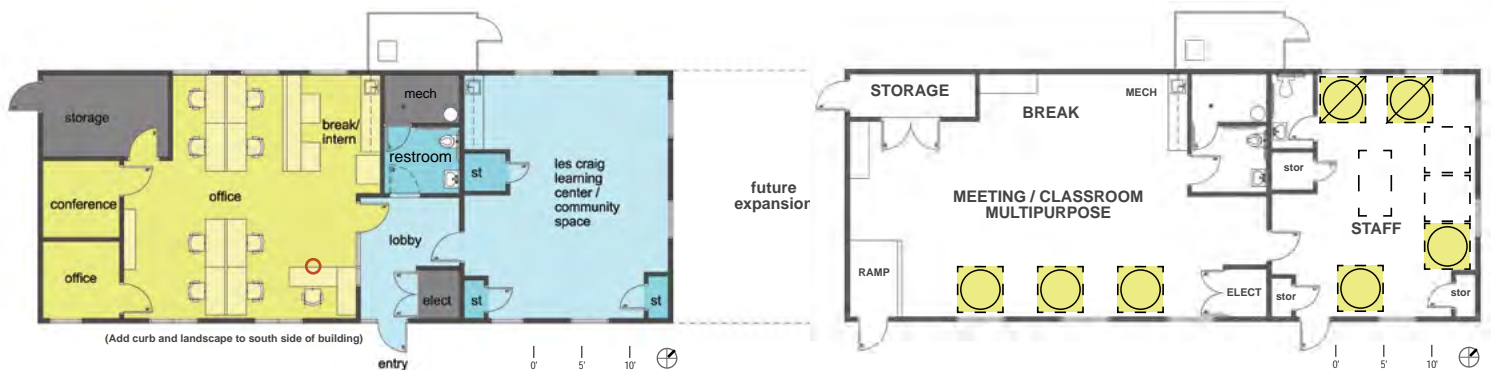 storage
mech
break/
intern
restroom
st
les craig
learning
center /
community
space
conference
office
lobby
office
elect
st
st
(Add curb and landscape to south side of building)
entry
0'
5'
10'
future
expansion
STORAGE
BREAK
MECH
stor
MEETING / CLASSROOM
MULTIPURPOSE
STAFF
RAMP
ELECT
stor
stor
0'
5'
10'